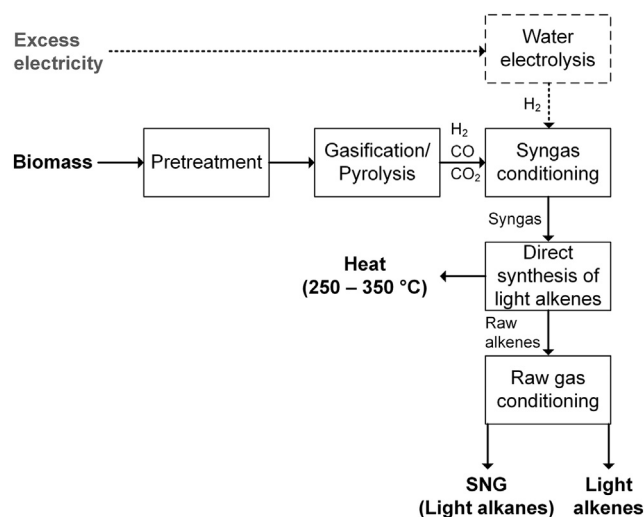 Excess
electricity
Water
electrolysis
H₂
Biomass
Pretreatment
Gasification/
Pyrolysis
H₂
CO
CO₂
Syngas
conditioning
Syngas
Heat
(250 – 350 °C)
Direct
synthesis of
light alkenes
Raw
alkenes
Raw gas
conditioning
SNG
(Light alkanes)
Light
alkenes